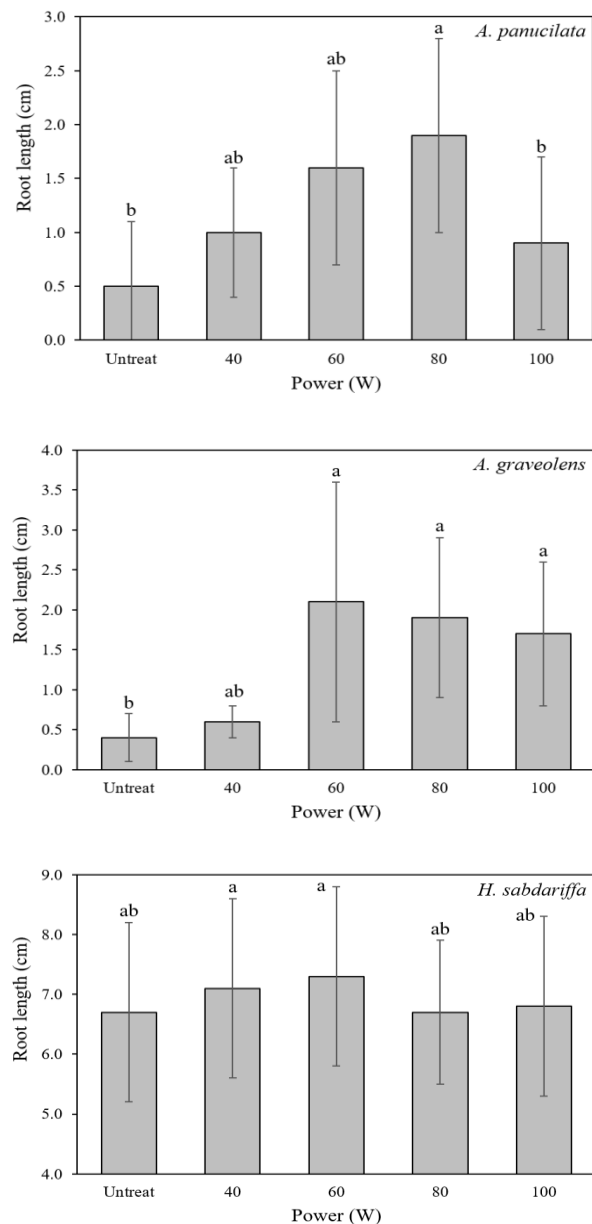 A. panucilata
3.0
2.5
2.0
1.5
1.0
0.5
0.0
Root length (cm)
b
ab
ab
a
b
Untreat 40 60 80 100
Power (W)
A. graveolens
4.0
3.5
3.0
2.5
2.0
1.5
1.0
0.5
0.0
Root length (cm)
b
ab
a
a
a
Untreat 40 60 80 100
Power (W)
H. sabdariffa
9.0
8.0
7.0
6.0
5.0
4.0
Root length (cm)
ab
a
a
ab
ab
Untreat 40 60 80 100
Power (W)